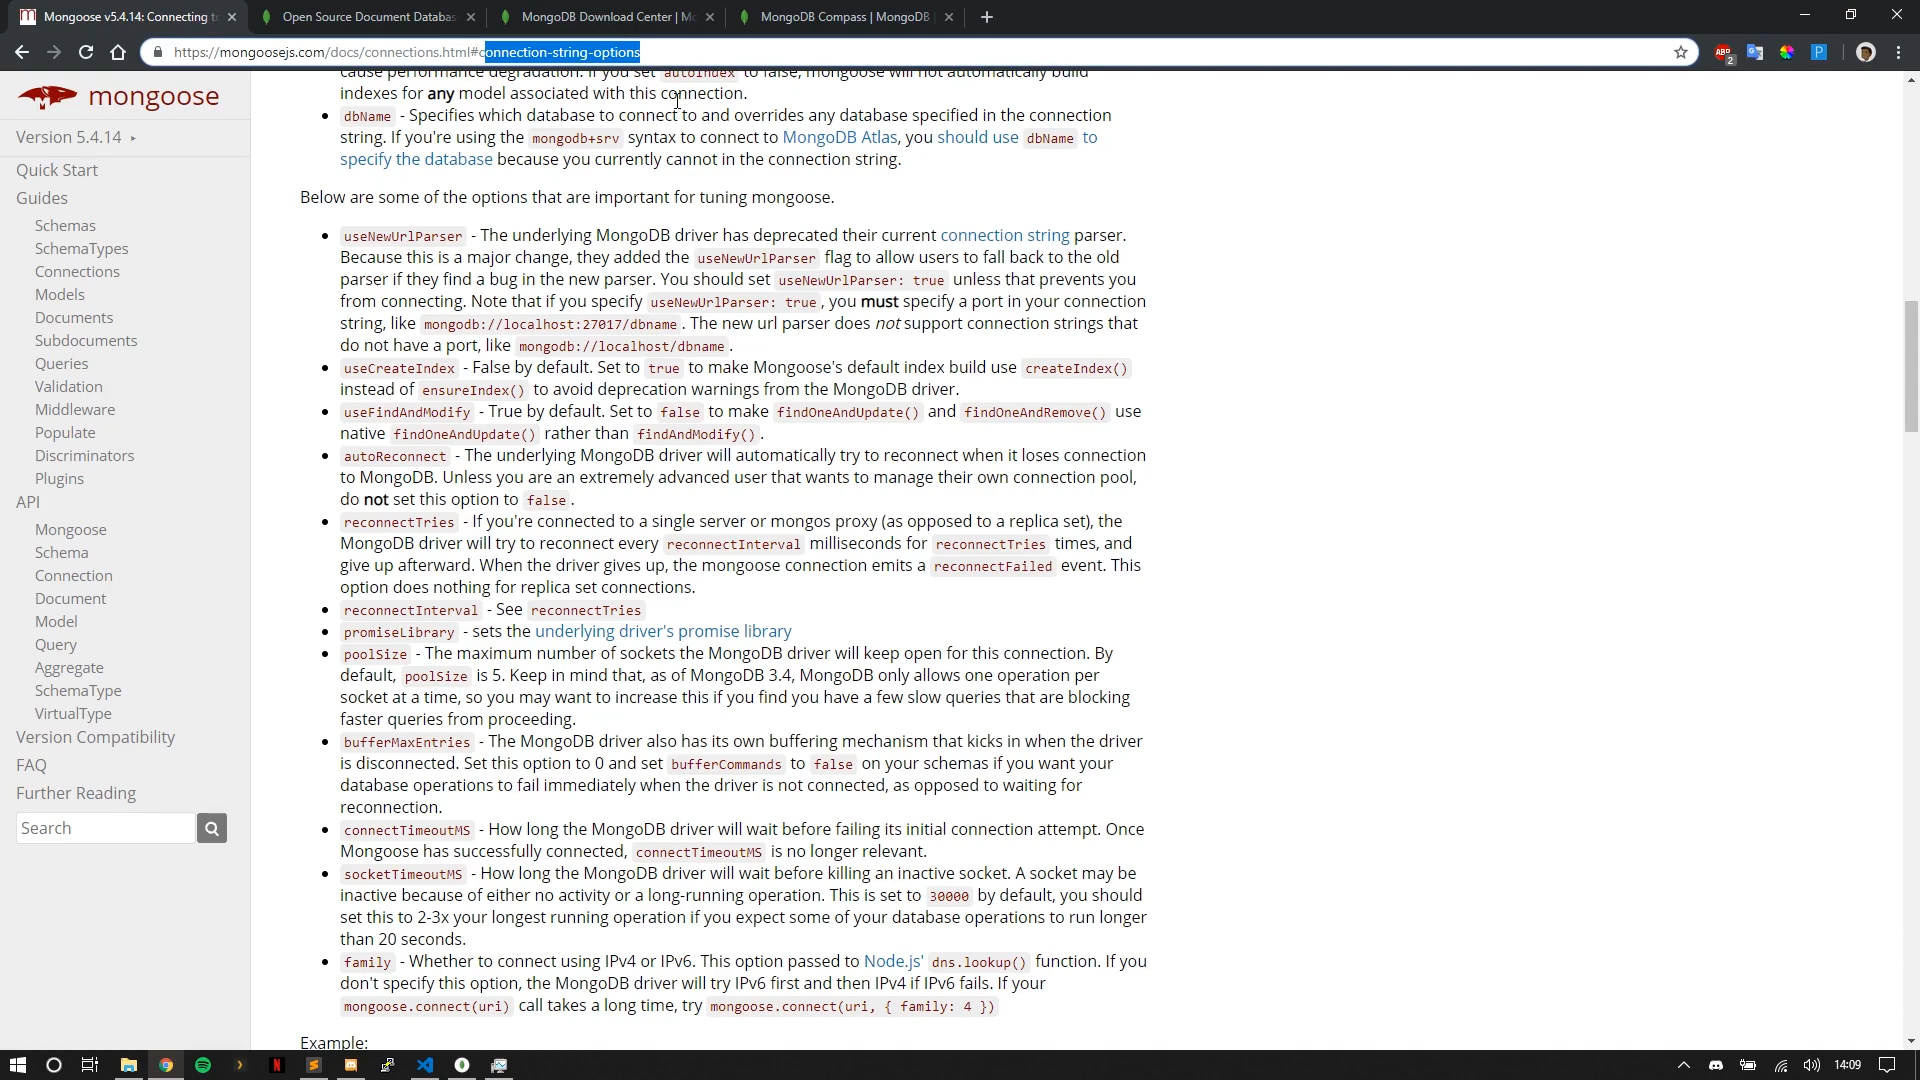 Mongoose v5.4.14: Connecting to
Open Source Document Databas
MongoDB Download Center | Mo
MongoDB Compass | MongoDB
https://mongoosejs.com/docs/connections.html#connection-string-options
ABP
2
P
mongoose
Version 5.4.14
Quick Start
Guides
Schemas
SchemaTypes
Connections
Models
Documents
Subdocuments
Queries
Validation
Middleware
Populate
Discriminators
Plugins
API
Mongoose
Schema
Connection
Document
Model
Query
Aggregate
SchemaType
VirtualType
Version Compatibility
FAQ
Further Reading
Search
cause performance degradation. If you set autoIndex to false, mongoose will not automatically build
indexes for any model associated with this connection.
dbName - Specifies which database to connect to and overrides any database specified in the connection
string. If you're using the mongodb+srv syntax to connect to MongoDB Atlas, you should use dbName to
specify the database because you currently cannot in the connection string.
Below are some of the options that are important for tuning mongoose.
useNewUrlParser - The underlying MongoDB driver has deprecated their current connection string parser.
Because this is a major change, they added the useNewUrlParser flag to allow users to fall back to the old
parser if they find a bug in the new parser. You should set useNewUrlParser: true unless that prevents you
from connecting. Note that if you specify useNewUrlParser: true, you must specify a port in your connection
string, like mongodb://localhost:27017/dbname. The new url parser does not support connection strings that
do not have a port, like mongodb://localhost/dbname.
useCreateIndex - False by default. Set to true to make Mongoose's default index build use createIndex()
instead of ensureIndex() to avoid deprecation warnings from the MongoDB driver.
useFindAndModify - True by default. Set to false to make findOneAndUpdate() and findOneAndRemove() use
native findOneAndUpdate() rather than findAndModify().
autoReconnect - The underlying MongoDB driver will automatically try to reconnect when it loses connection
to MongoDB. Unless you are an extremely advanced user that wants to manage their own connection pool,
do not set this option to false.
reconnectTries - If you're connected to a single server or mongos proxy (as opposed to a replica set), the
MongoDB driver will try to reconnect every reconnectInterval milliseconds for reconnectTries times, and
give up afterward. When the driver gives up, the mongoose connection emits a reconnectFailed event. This
option does nothing for replica set connections.
reconnectInterval - See reconnectTries
promiseLibrary - sets the underlying driver's promise library
poolSize - The maximum number of sockets the MongoDB driver will keep open for this connection. By
default, poolSize is 5. Keep in mind that, as of MongoDB 3.4, MongoDB only allows one operation per
socket at a time, so you may want to increase this if you find you have a few slow queries that are blocking
faster queries from proceeding.
bufferMaxEntries - The MongoDB driver also has its own buffering mechanism that kicks in when the driver
is disconnected. Set this option to 0 and set bufferCommands to false on your schemas if you want your
database operations to fail immediately when the driver is not connected, as opposed to waiting for
reconnection.
connectTimeoutMS - How long the MongoDB driver will wait before failing its initial connection attempt. Once
Mongoose has successfully connected, connectTimeoutMS is no longer relevant.
socketTimeoutMS - How long the MongoDB driver will wait before killing an inactive socket. A socket may be
inactive because of either no activity or a long-running operation. This is set to 30000 by default, you should
set this to 2-3x your longest running operation if you expect some of your database operations to run longer
than 20 seconds.
family - Whether to connect using IPv4 or IPv6. This option passed to Node.js' dns.lookup() function. If you
don't specify this option, the MongoDB driver will try IPv6 first and then IPv4 if IPv6 fails. If your
mongoose.connect(uri) call takes a long time, try mongoose.connect(uri, { family: 4 })
Example:
N
14:09